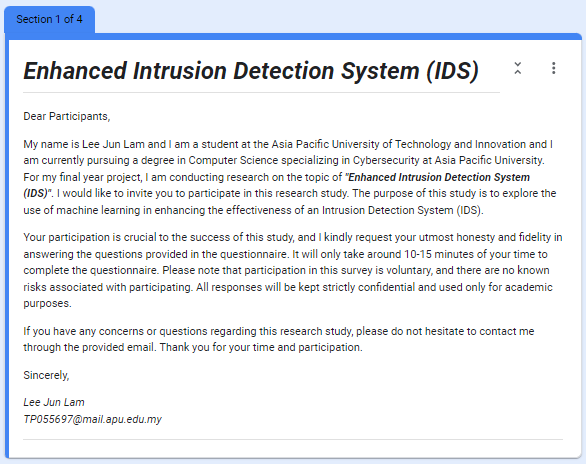 Section 1 of 4
Enhanced Intrusion Detection System (IDS)
Dear Participants,
My name is Lee Jun Lam and I am a student at the Asia Pacific University of Technology and Innovation and I
am currently pursuing a degree in Computer Science specializing in Cybersecurity at Asia Pacific University.
For my final year project, I am conducting research on the topic of "Enhanced Intrusion Detection System
(IDS)". I would like to invite you to participate in this research study. The purpose of this study is to explore the
use of machine learning in enhancing the effectiveness of an Intrusion Detection System (IDS).
Your participation is crucial to the success of this study, and I kindly request your utmost honesty and fidelity in
answering the questions provided in the questionnaire. It will only take around 10-15 minutes of your time to
complete the questionnaire. Please note that participation in this survey is voluntary, and there are no known
risks associated with participating. All responses will be kept strictly confidential and used only for academic
purposes.
If you have any concerns or questions regarding this research study, please do not hesitate to contact me
through the provided email. Thank you for your time and participation.
Sincerely,
Lee Jun Lam
TP055697@mail.apu.edu.my